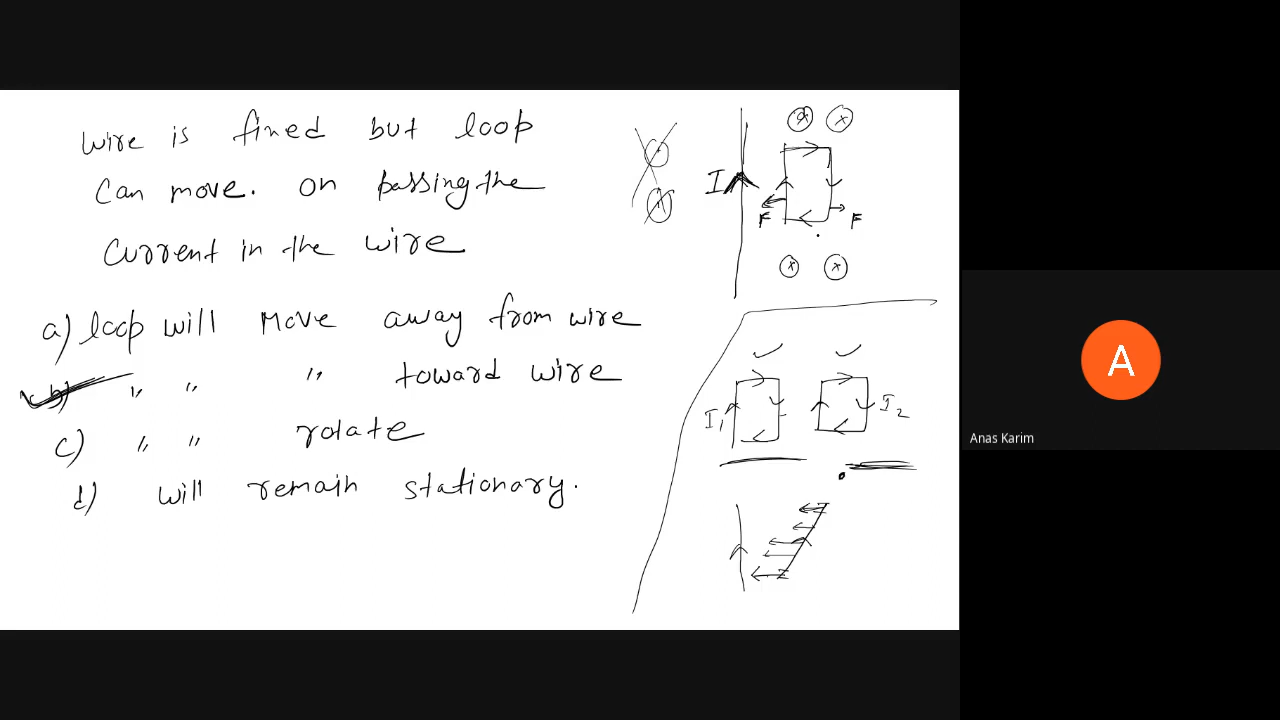 Wire is fixed but loop
can move. On passing the
current in the wire
a) loop will move away from wire
b) " " " toward wire
c) " " rotate
d) will remain stationary.
I
F F
I₁ I₂
A
Anas Karim